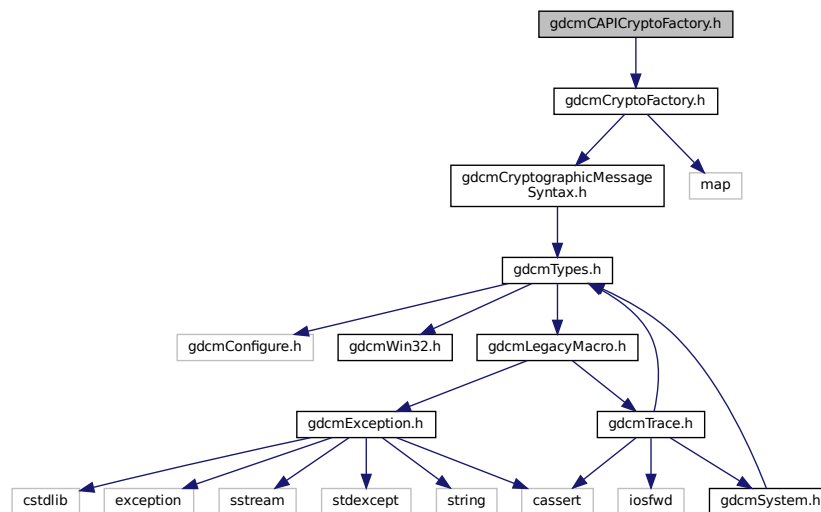 gdcmCAPICryptoFactory.h
gdcmCryptoFactory.h
gdcmCryptographicMessage
Syntax.h
map
gdcmTypes.h
gdcmConfigure.h
gdcmWin32.h
gdcmLegacyMacro.h
gdcmException.h
gdcmTrace.h
cstdlib
exception
sstream
stdexcept
string
cassert
iosfwd
gdcmSystem.h